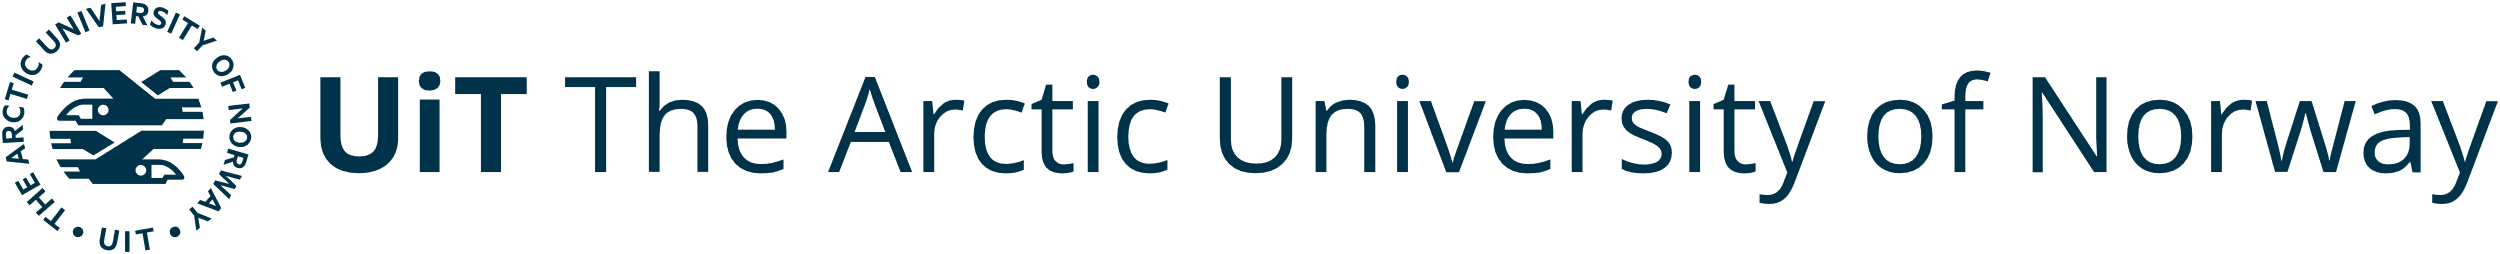 THE ARCTIC UNIVERSITY OF NORWAY
• UIT •
UiT The Arctic University of Norway